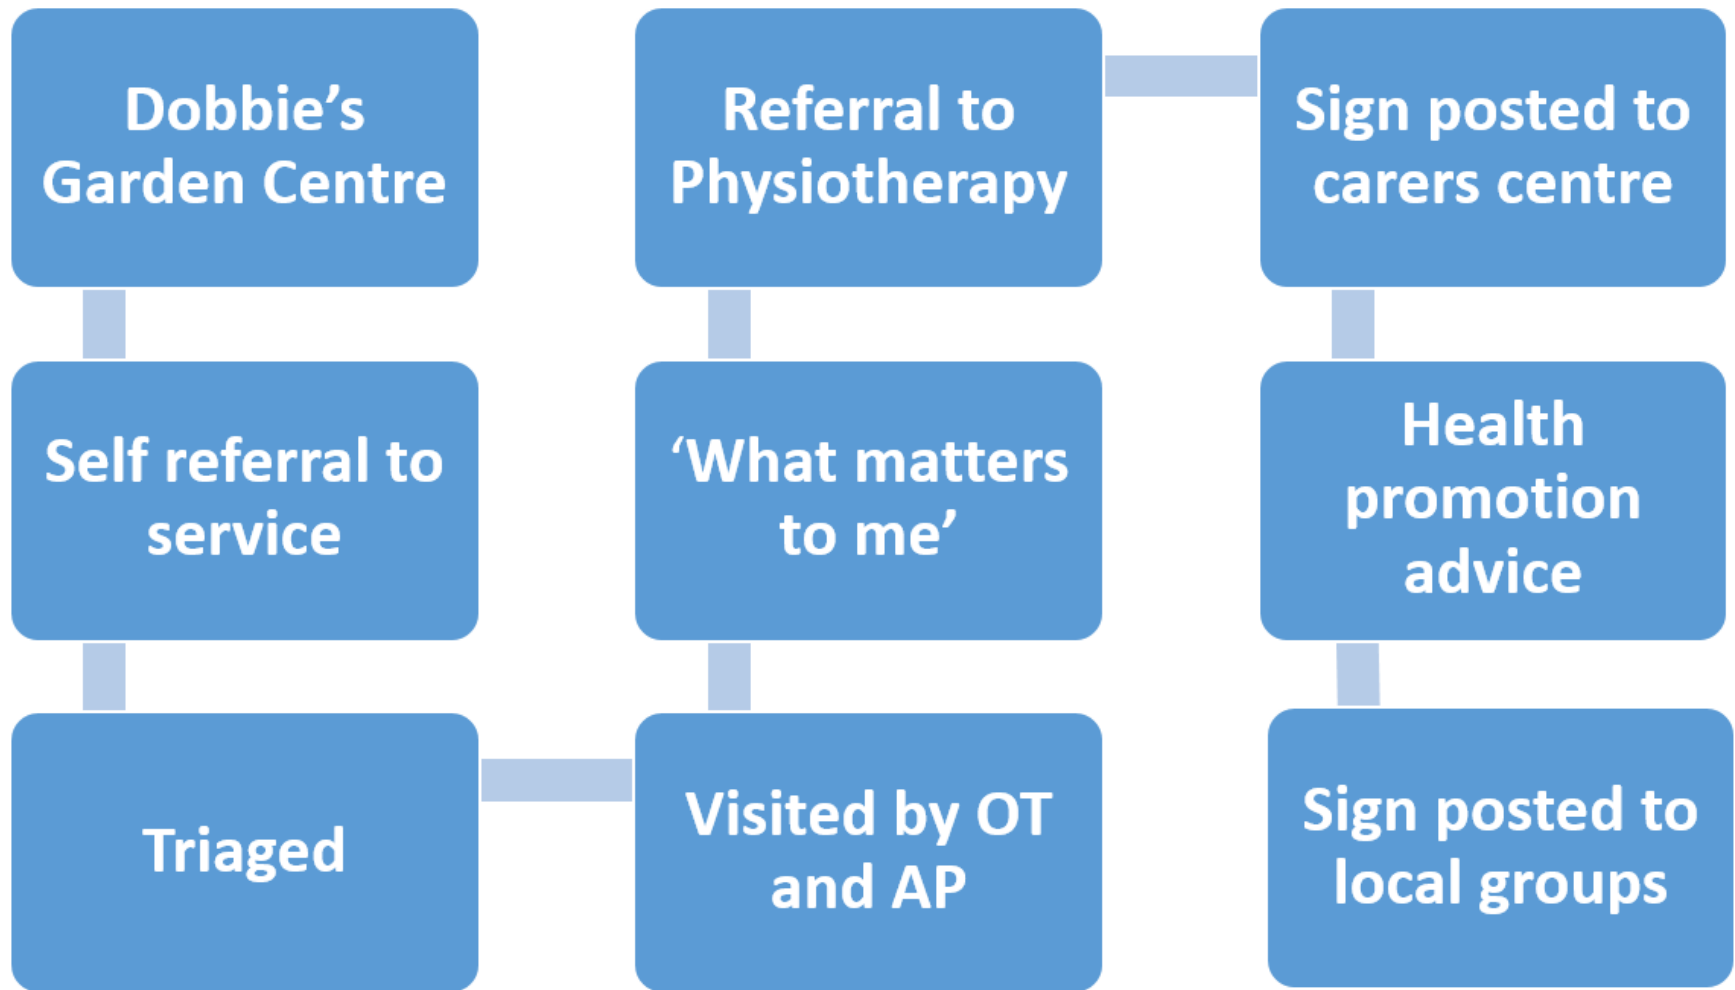 Dobbie’s
Garden Centre
Self referral to
service
Triaged
Visited by OT
and AP
‘What matters
to me’
Referral to
Physiotherapy
Sign posted to
carers centre
Health
promotion
advice
Sign posted to
local groups